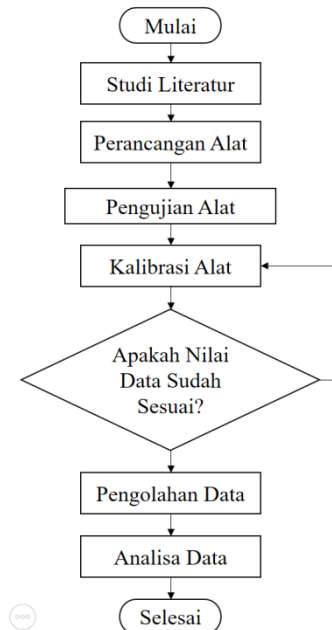 Mulai
Studi Literatur
Perancangan Alat
Pengujian Alat
Kalibrasi Alat
Apakah Nilai
Data Sudah
Sesuai?
Pengolahan Data
Analisa Data
Selesai